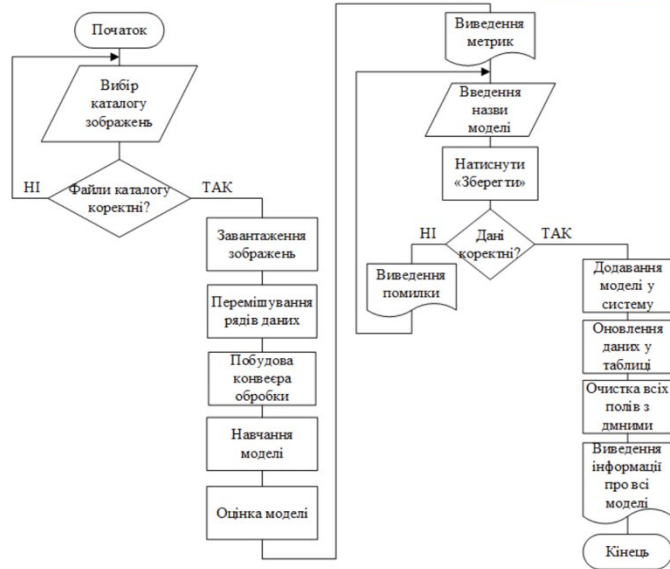 Початок
Вибір
каталогу
зображень
НІ
Файли каталогу
коректні?
ТАК
Завантаження
зображень
Перемішування
рядів даних
Побудова
конвеєра
обробки
Навчання
моделі
Оцінка моделі
Виведення
метрик
Введення
назви
моделі
Натиснути
«Зберегти»
НІ
Дані
коректні?
ТАК
Виведення
помилки
Додавання
моделі у
систему
Оновлення
даних у
таблиці
Очистка всіх
полів з
дмними
Виведення
інформації
про всі
моделі
Кінець